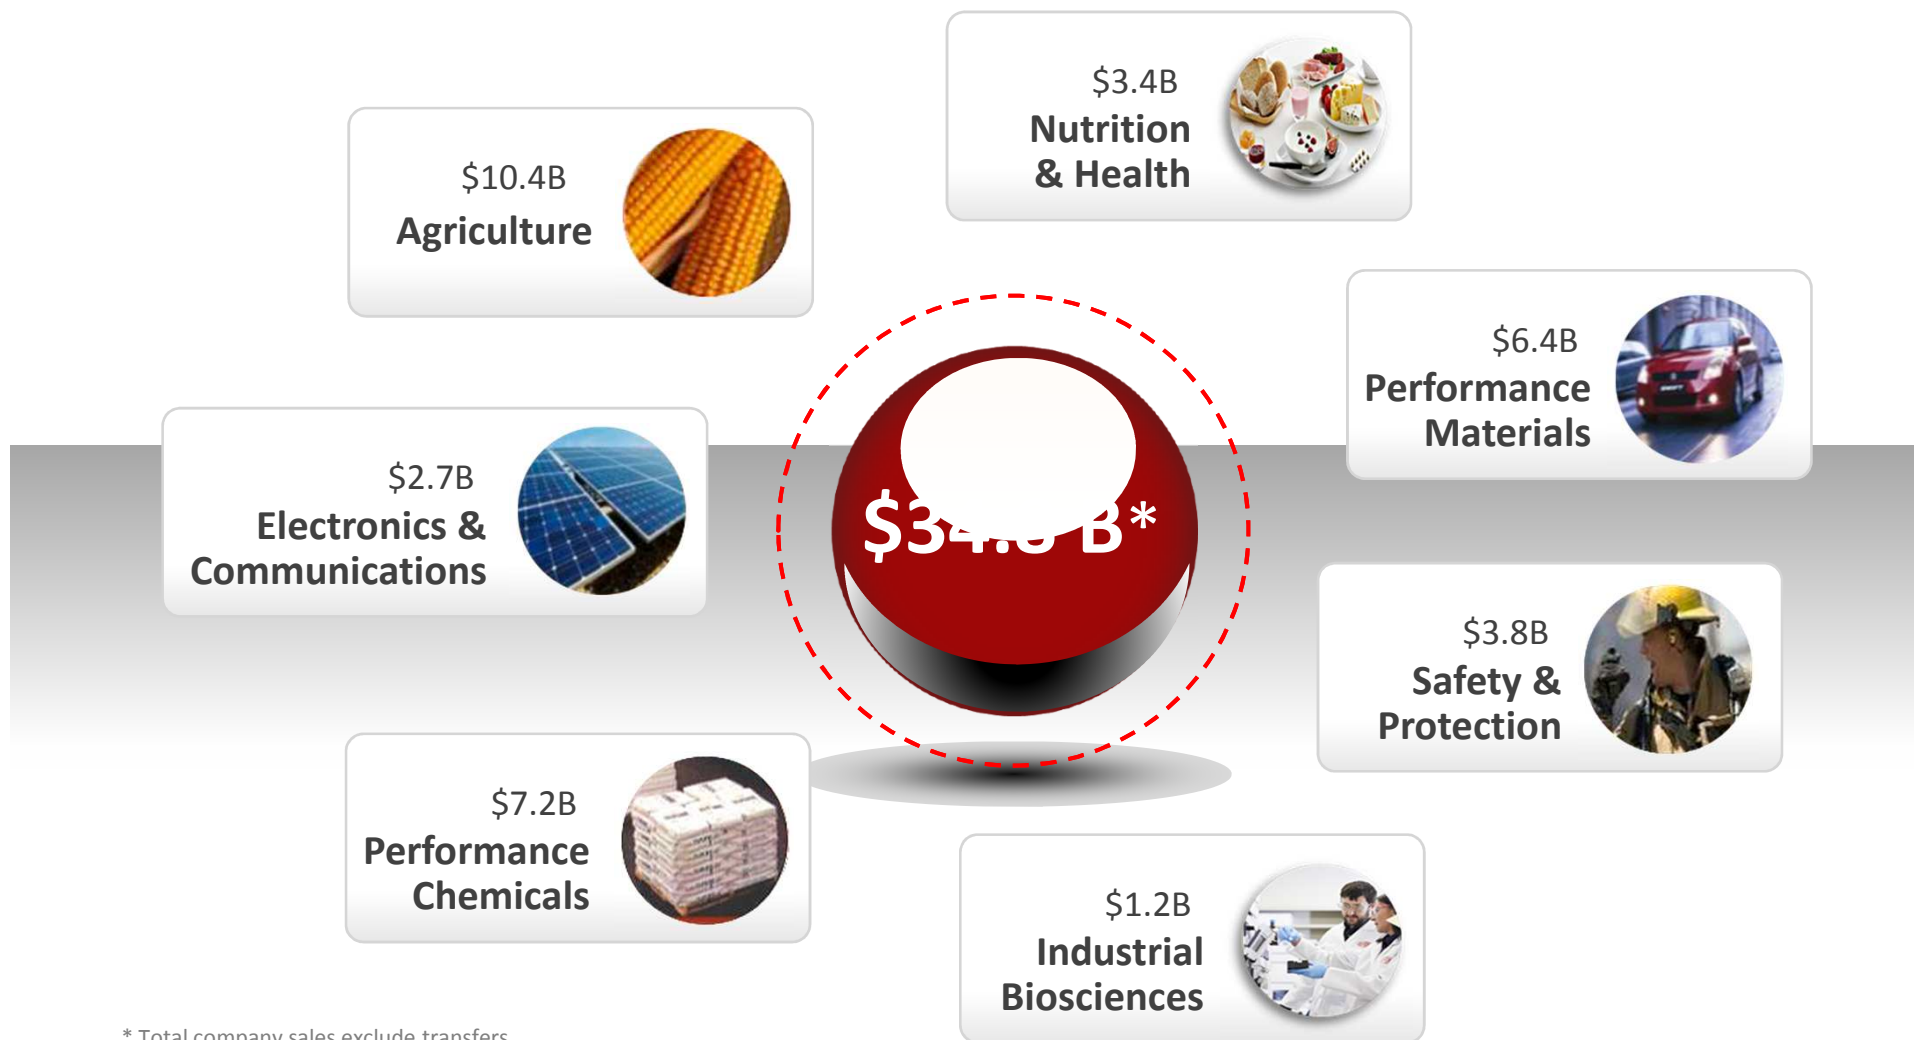 $3.4B
Nutrition
& Health
$10.4B
Agriculture
$6.4B
Performance
Materials
$2.7B
Electronics &
Communications
$3.8B
Safety &
Protection
$7.2B
Performance
Chemicals
$1.2B
Industrial
Biosciences
* Total company sales exclude transfers